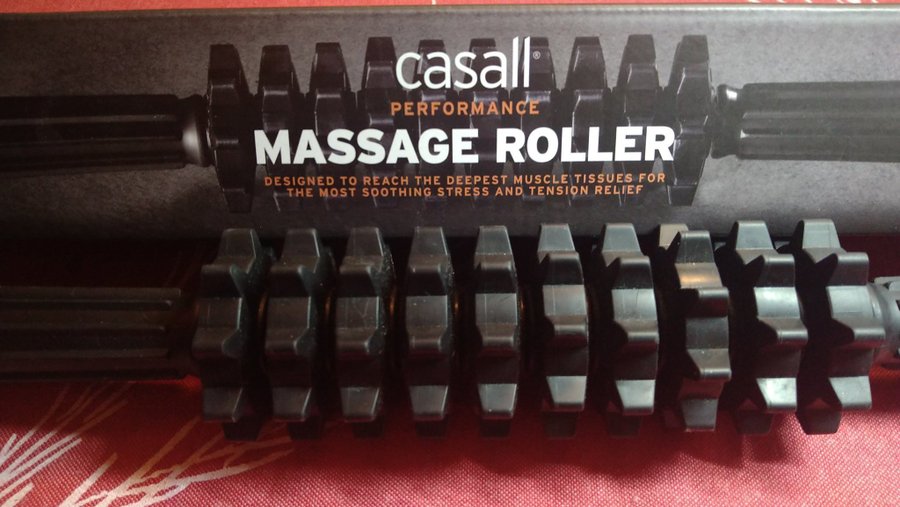 casall®
PERFORMANCE
MASSAGE ROLLER
DESIGNED TO REACH THE DEEPEST MUSCLE TISSUES FOR
THE MOST SOOTHING STRESS AND TENSION RELIEF